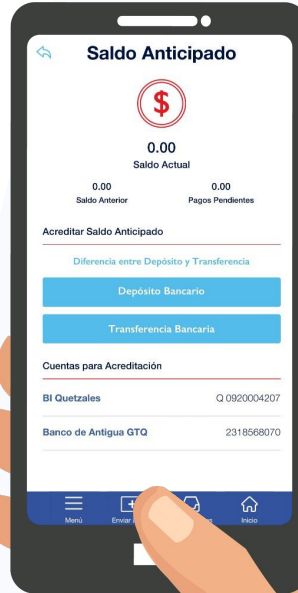 Saldo Anticipado
$
0.00
Saldo Actual
0.00 0.00
Saldo Anterior Pagos Pendientes
Acreditar Saldo Anticipado
Diferencia entre Depósito y Transferencia
Depósito Bancario
Transferencia Bancaria
Cuentas para Acreditación
BI Quetzales Q 0920004207
Banco de Antigua GTQ 2318568070
Menú Enviar Inicio